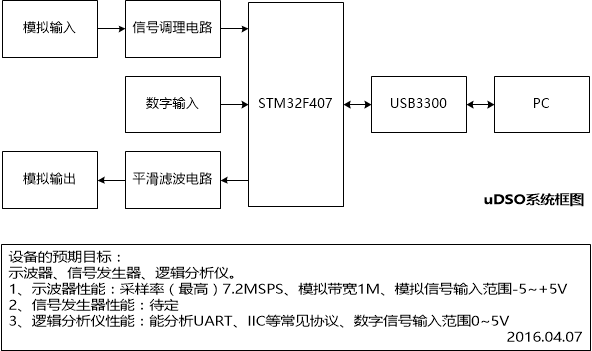 模拟输入
信号调理电路
数字输入
STM32F407
USB3300
PC
模拟输出
平滑滤波电路
uDSO系统框图
设备的预期目标：
示波器、信号发生器、逻辑分析仪。
1、示波器性能：采样率（最高）7.2MSPS、模拟带宽1M、模拟信号输入范围-5~+5V
2、信号发生器性能：待定
3、逻辑分析仪性能：能分析UART、IIC等常见协议、数字信号输入范围0~5V
2016.04.07